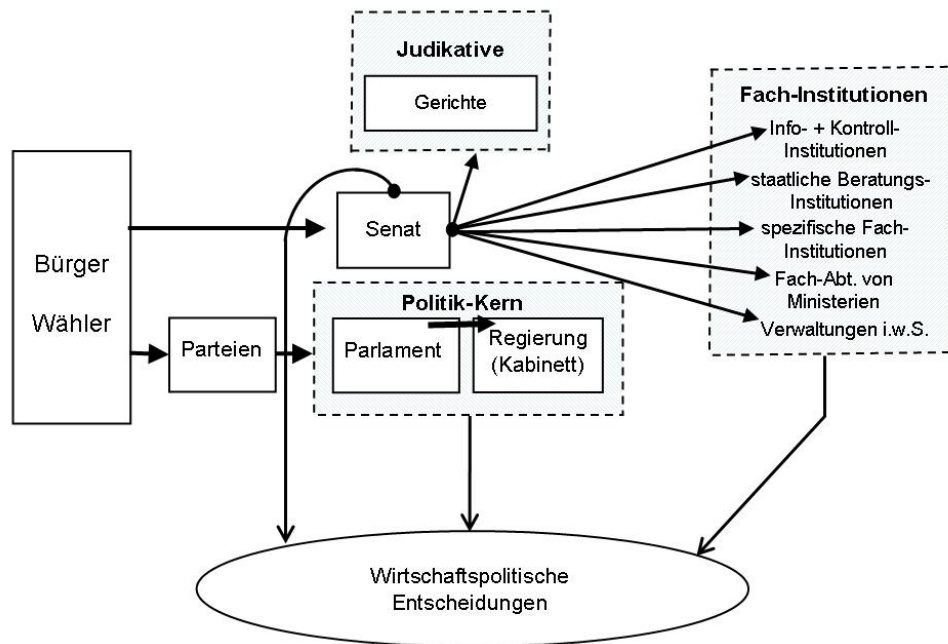 Judikative
Gerichte
Fach-Institutionen
Info- + Kontroll-
Institutionen
staatliche Beratungs-
Institutionen
spezifische Fach-
Institutionen
Fach-Abt. von
Ministerien
Verwaltungen i.w.S.
Bürger
Wähler
Senat
Parteien
Politik-Kern
Parlament
Regierung
(Kabinett)
Wirtschaftspolitische
Entscheidungen